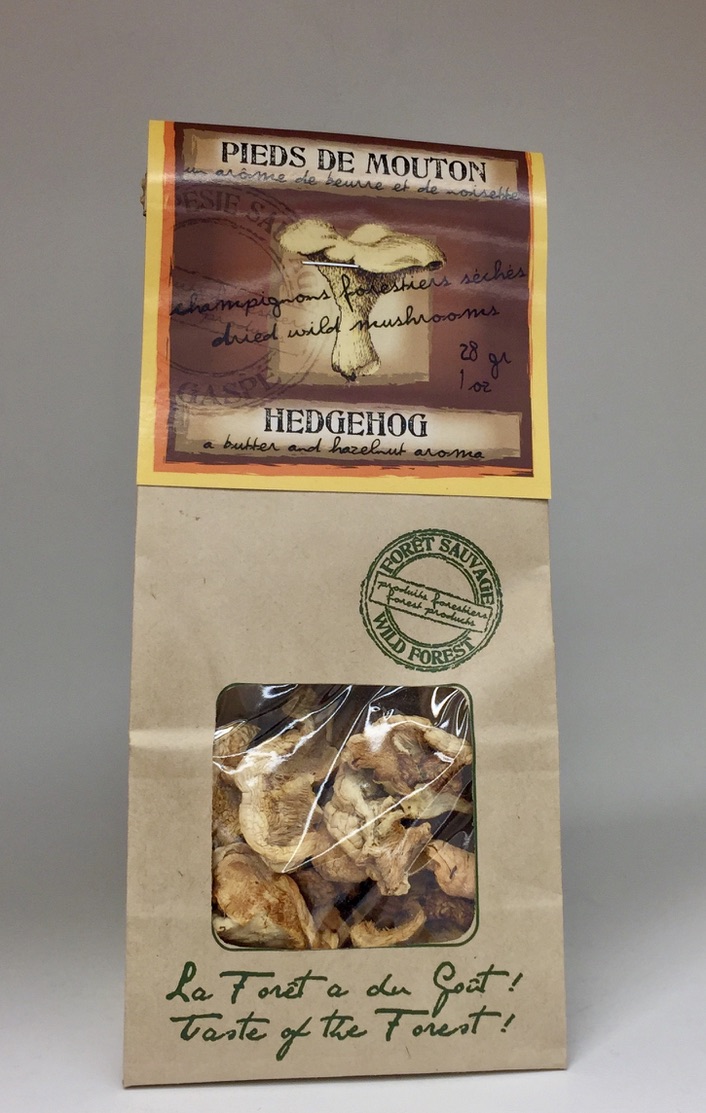 PIEDS DE MOUTON
un arôme de beurre et de noisette
champignons forestiers séchés
dried wild mushrooms
28 gr
1 oz
GASPÉ
HEDGEHOG
a butter and hazelnut aroma
FORÊT SAUVAGE
produits forestiers
forest products
WILD FOREST
La Forêt a du Goût !
Taste of the Forest !